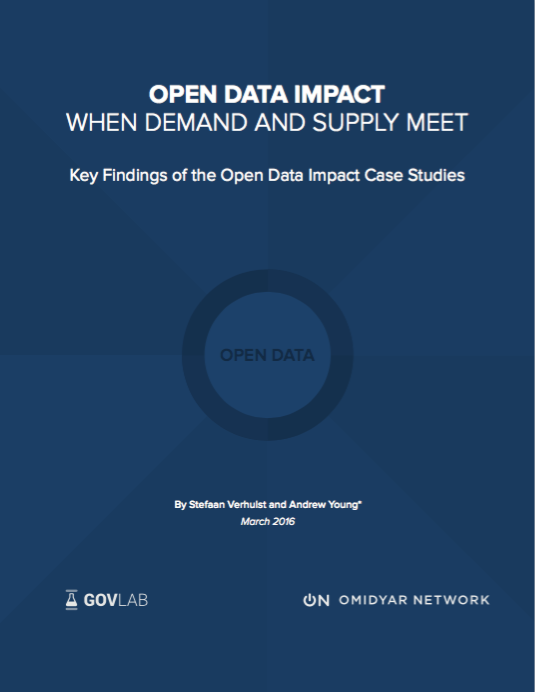 OPEN DATA IMPACT
WHEN DEMAND AND SUPPLY MEET
Key Findings of the Open Data Impact Case Studies
OPEN DATA
By Stefaan Verhulst and Andrew Young*
March 2016
GOVLAB
ON OMIDYAR NETWORK